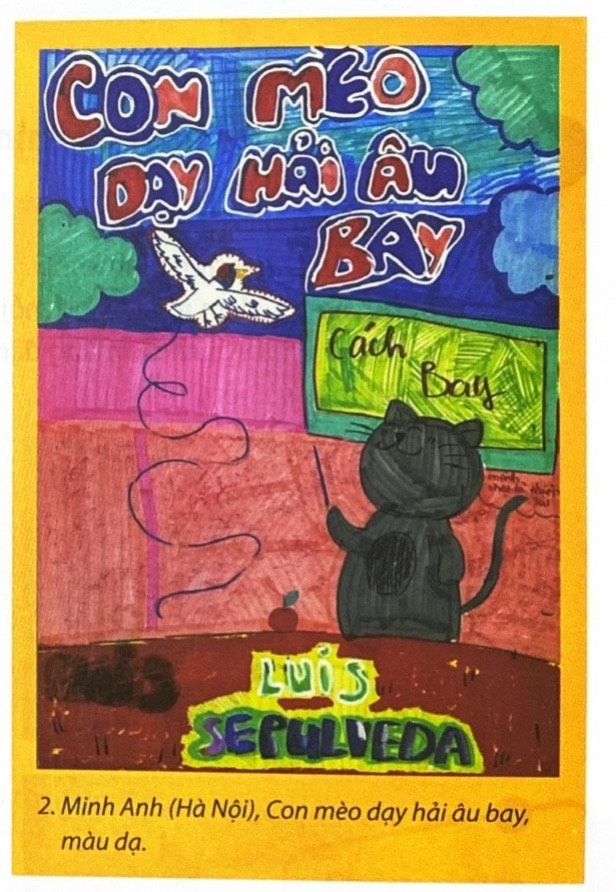 CON MÈO
DẠY HẢI ÂU
BAY
Cách
Bay
LUIS
SEPULVEDA
2. Minh Anh (Hà Nội), Con mèo dạy hải âu bay,
màu dạ.